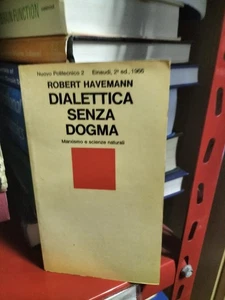 Nuovo Politecnico 2 Einaudi, 2ª ed., 1966
ROBERT HAVEMANN
DIALETTICA
SENZA
DOGMA
Marxismo e scienze naturali